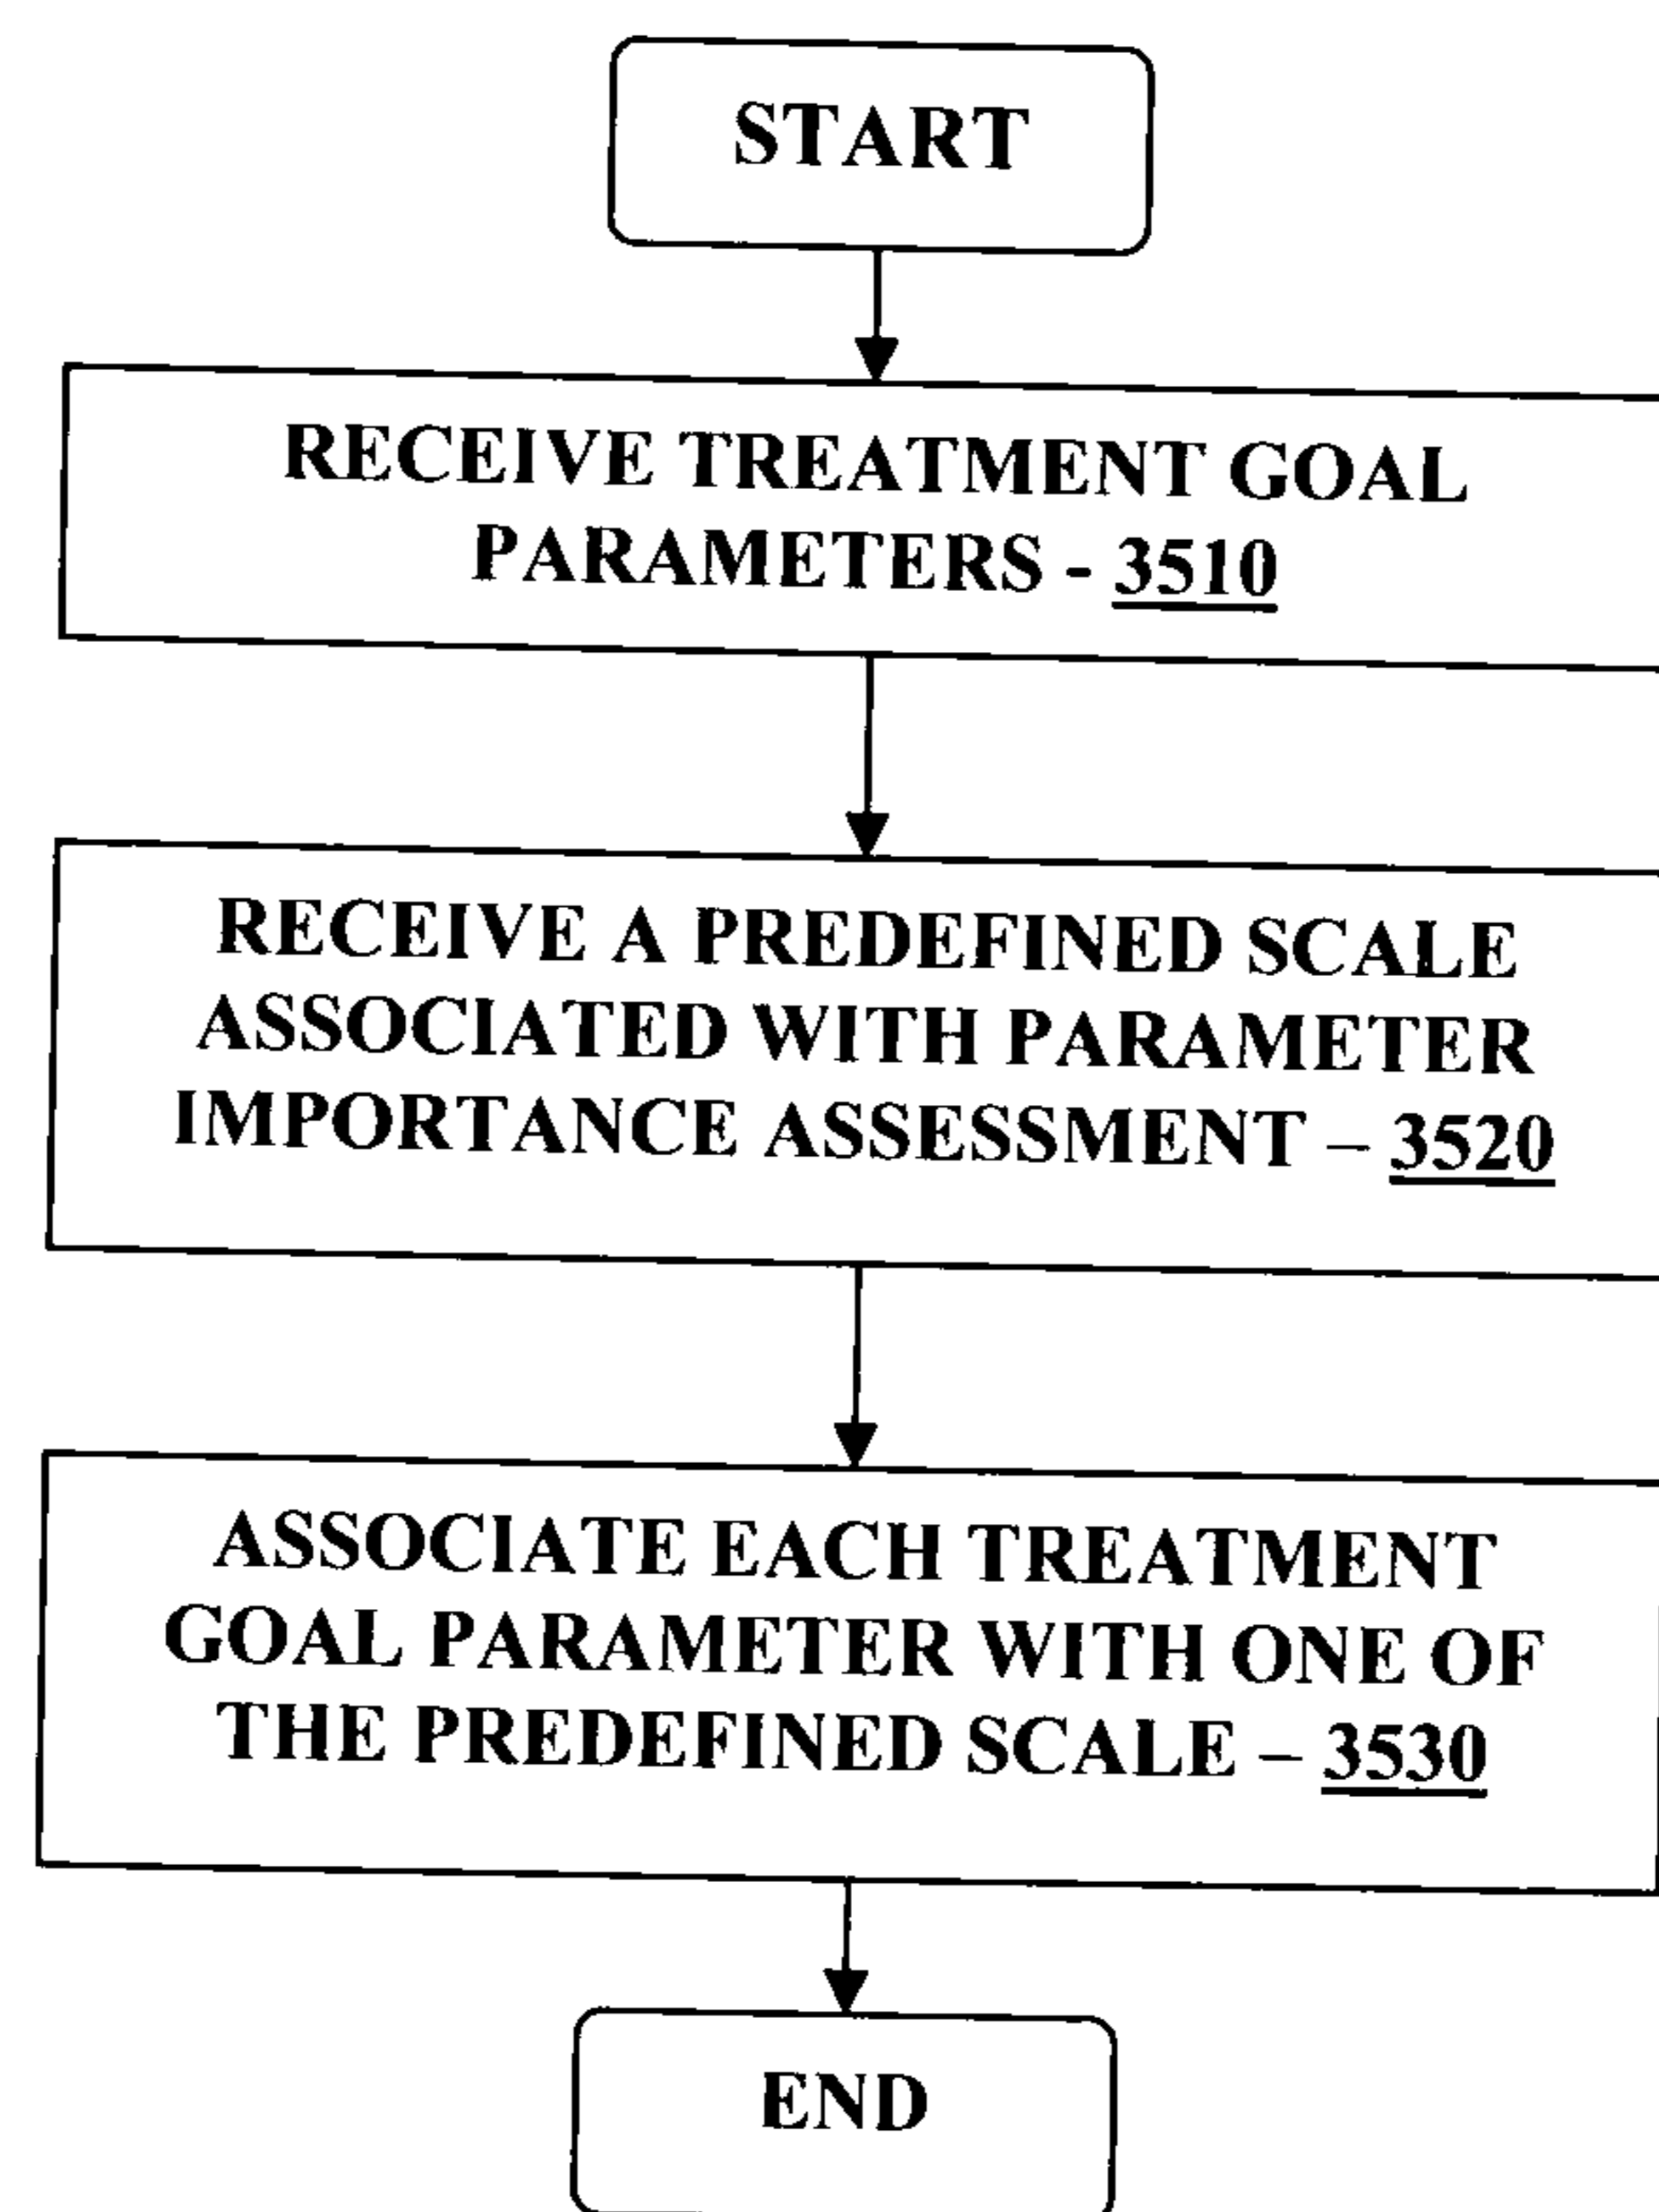 START
RECEIVE TREATMENT GOAL
PARAMETERS - 3510
RECEIVE A PREDEFINED SCALE
ASSOCIATED WITH PARAMETER
IMPORTANCE ASSESSMENT – 3520
ASSOCIATE EACH TREATMENT
GOAL PARAMETER WITH ONE OF
THE PREDEFINED SCALE – 3530
END